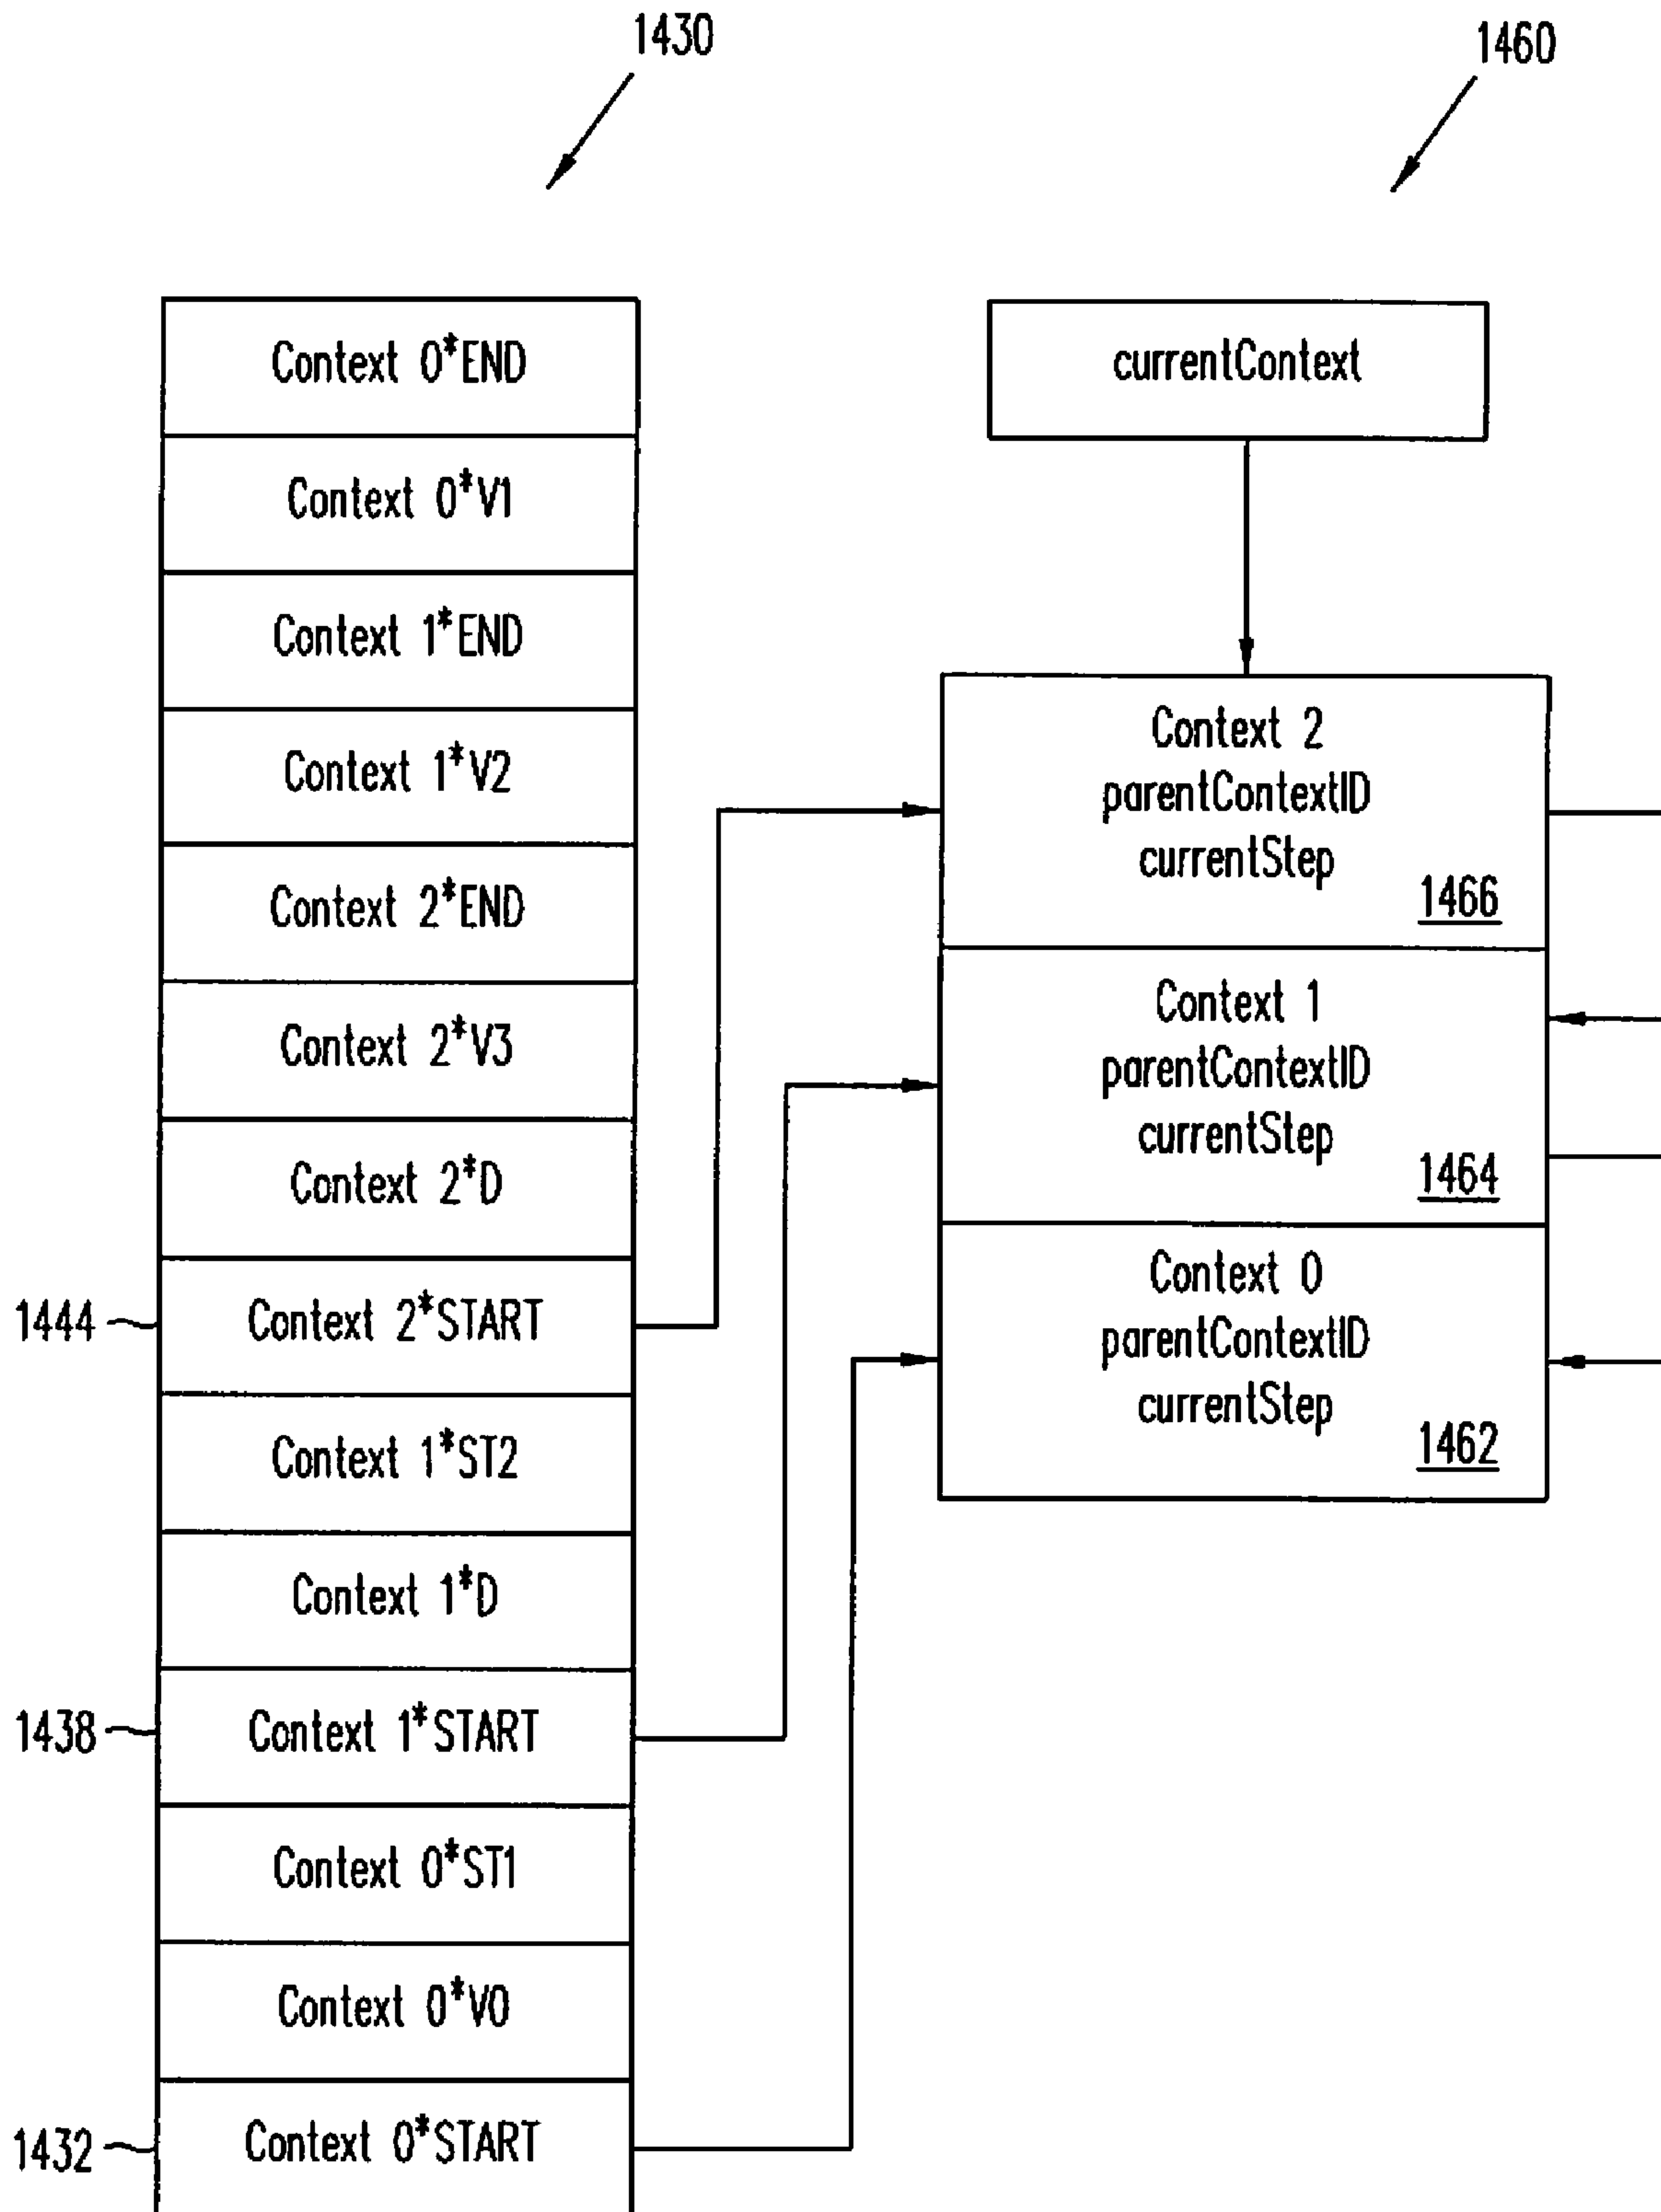 1430
1460
Context 0*END
Context 0*V1
Context 1*END
Context 1*V2
Context 2*END
Context 2*V3
Context 2*D
1444
Context 2*START
Context 1*ST2
Context 1*D
1438
Context 1*START
Context 0*ST1
Context 0*V0
1432
Context 0*START
currentContext
Context 2
parentContextID
currentStep
1466
Context 1
parentContextID
currentStep
1464
Context 0
parentContextID
currentStep
1462